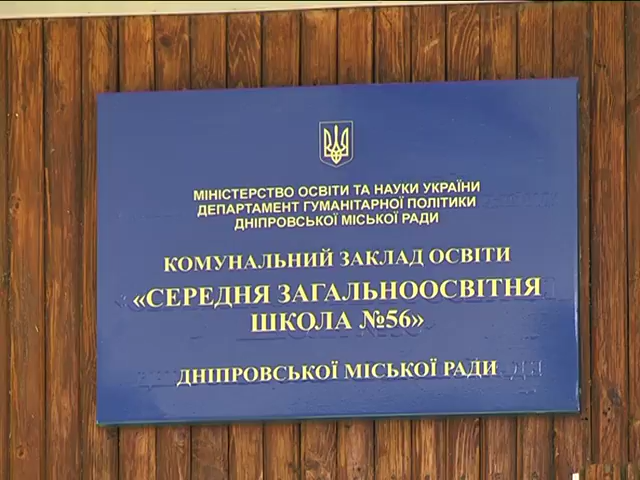 МІНІСТЕРСТВО ОСВІТИ ТА НАУКИ УКРАЇНИ
ДЕПАРТАМЕНТ ГУМАНІТАРНОЇ ПОЛІТИКИ
ДНІПРОВСЬКОЇ МІСЬКОЇ РАДИ
КОМУНАЛЬНИЙ ЗАКЛАД ОСВІТИ
«СЕРЕДНЯ ЗАГАЛЬНООСВІТНЯ
ШКОЛА №56»
ДНІПРОВСЬКОЇ МІСЬКОЇ РАДИ